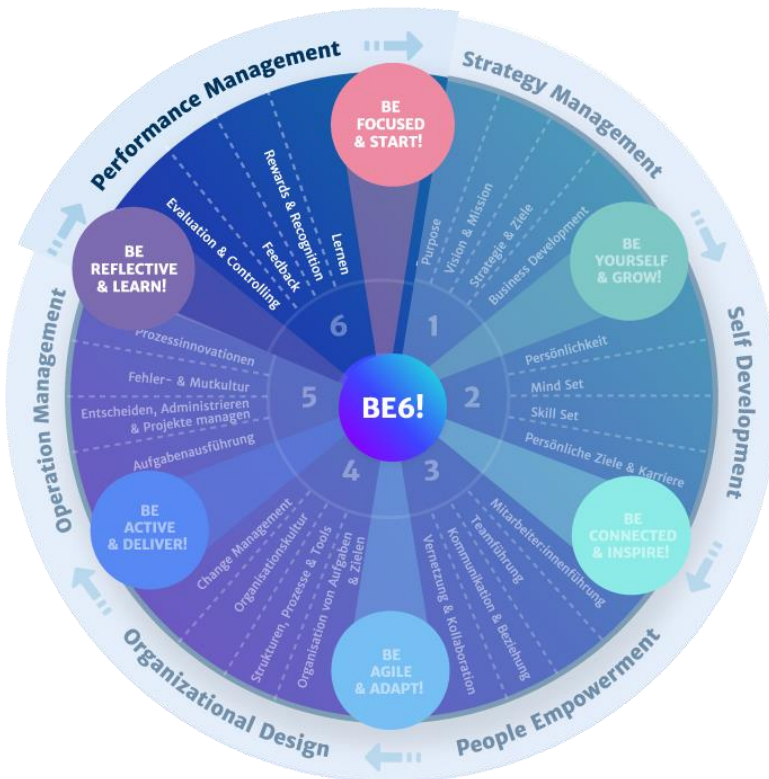 Performance Management
Strategy Management
Self Development
People Empowerment
Organizational Design
Operation Management
BE
FOCUSED
& START!
BE
YOURSELF
& GROW!
BE
CONNECTED
& INSPIRE!
BE
AGILE
& ADAPT!
BE
ACTIVE
& DELIVER!
BE
REFLECTIVE
& LEARN!
BE6!
1
Purpose
Vision & Mission
Strategie & Ziele
Business Development
2
Persönlichkeit
Mind Set
Skill Set
Persönliche Ziele & Karriere
3
Mitarbeiter:innenführung
Teamführung
Kommunikation & Beziehung
Vernetzung & Kollaboration
4
Organisation von Aufgaben
& Zielen
Strukturen, Prozesse & Tools
Organisationskultur
Change Management
5
Aufgabenausführung
Entscheiden, Administrieren
& Projekte managen
Fehler- & Mutkultur
Prozessinnovationen
6
Evaluation & Controlling
Feedback
Rewards & Recognition
Lernen